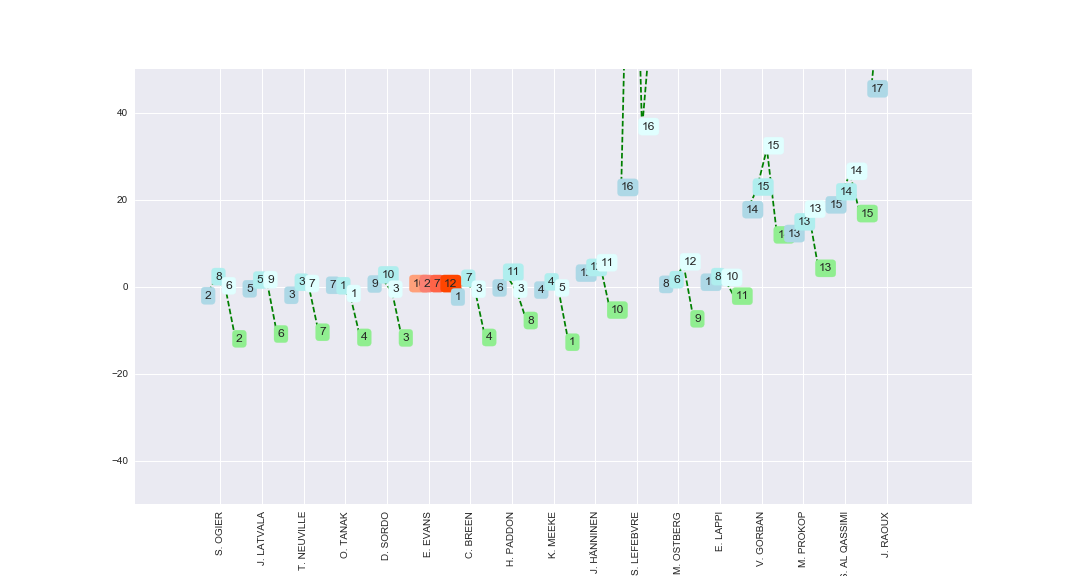 40
20
0
−20
−40
2 8 6 2
5 5 9 6
3 3 7 7
7 1 1 4
9 10 3 3
2 7 12
1 7 3 4
6 11 3 8
4 4 5 1
11 10
16 16
8 6 12 9
8 10 11
14 15 15
13 13 13 13
15 14 14 15
17
S. OGIER
J. LATVALA
T. NEUVILLE
O. TANAK
D. SORDO
E. EVANS
C. BREEN
H. PADDON
K. MEEKE
J. HANNINEN
S. LEFEBVRE
M. OSTBERG
E. LAPPI
V. GORBAN
M. PROKOP
AL QASSIMI
J. RAOUX